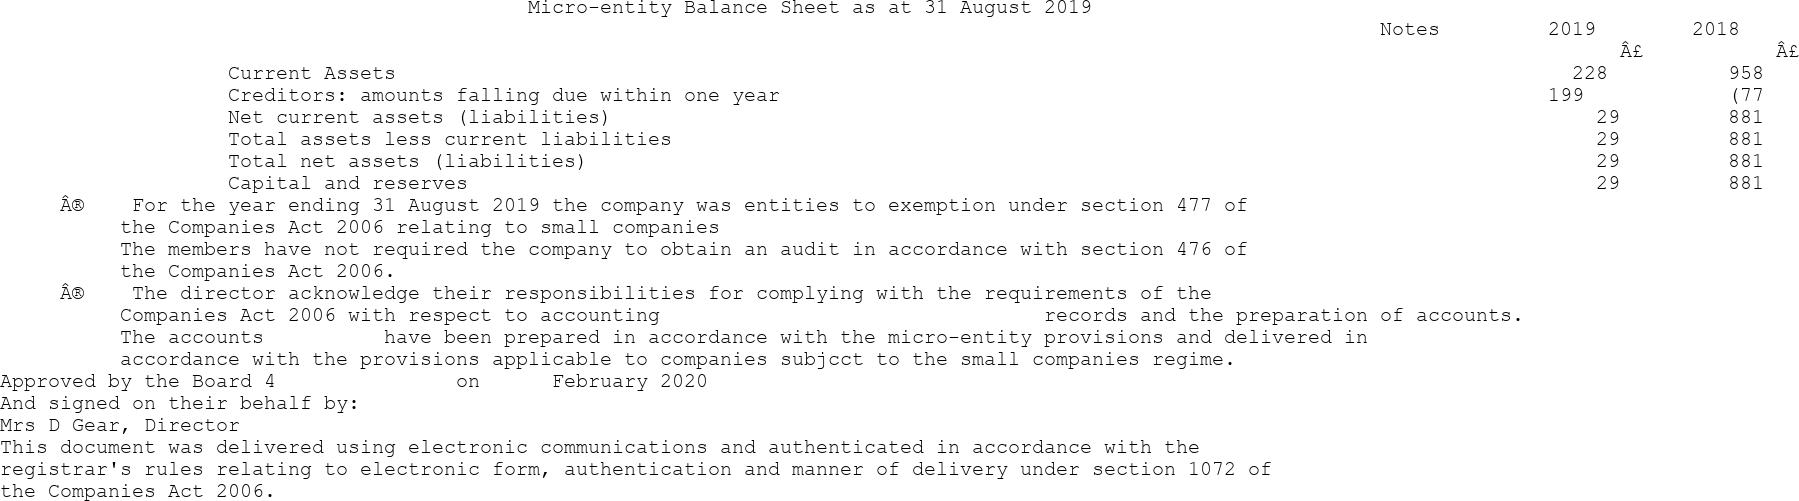 Micro-entity Balance Sheet as at 31 August 2019
Notes 2019 2018
Â£ Â£
Current Assets 228 958
Creditors: amounts falling due within one year 199 (77
Net current assets (liabilities) 29 881
Total assets less current liabilities 29 881
Total net assets (liabilities) 29 881
Capital and reserves 29 881
Â® For the year ending 31 August 2019 the company was entities to exemption under section 477 of
the Companies Act 2006 relating to small companies
The members have not required the company to obtain an audit in accordance with section 476 of
the Companies Act 2006.
Â® The director acknowledge their responsibilities for complying with the requirements of the
Companies Act 2006 with respect to accounting records and the preparation of accounts.
The accounts have been prepared in accordance with the micro-entity provisions and delivered in
accordance with the provisions applicable to companies subjcct to the small companies regime.
Approved by the Board 4 on February 2020
And signed on their behalf by:
Mrs D Gear, Director
This document was delivered using electronic communications and authenticated in accordance with the
registrar's rules relating to electronic form, authentication and manner of delivery under section 1072 of
the Companies Act 2006.